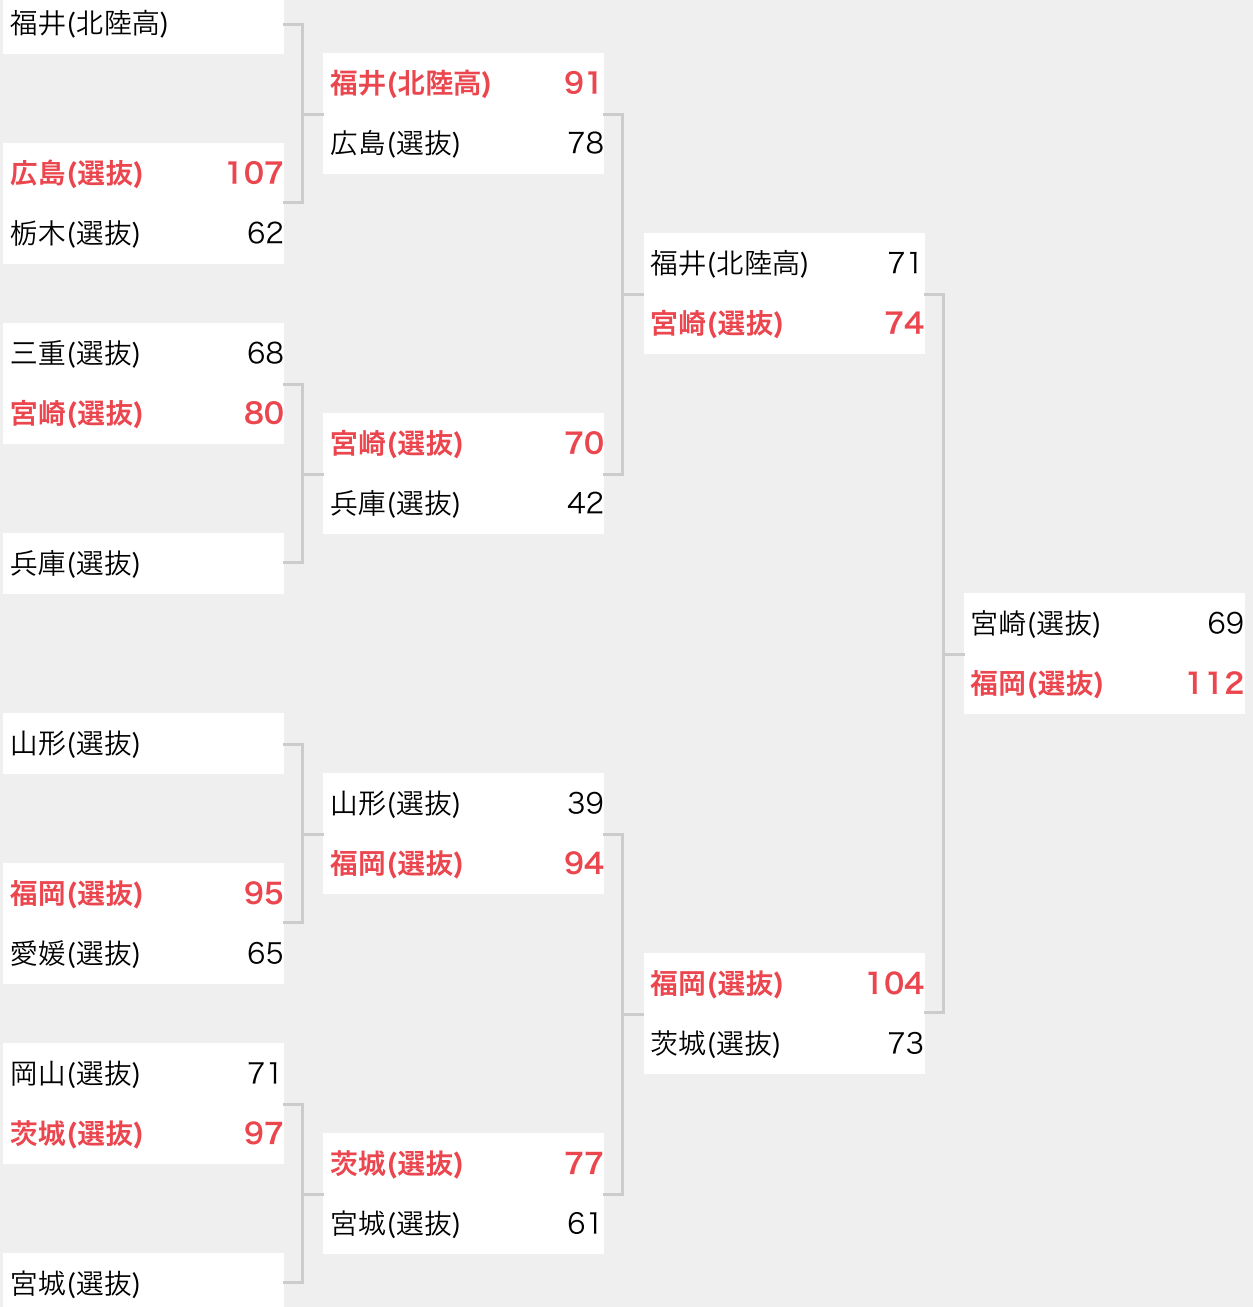 福井(北陸高)
広島(選抜) 107
栃木(選抜) 62
三重(選抜) 68
宮崎(選抜) 80
兵庫(選抜)
山形(選抜)
福岡(選抜) 95
愛媛(選抜) 65
岡山(選抜) 71
茨城(選抜) 97
宮城(選抜)
福井(北陸高) 91
広島(選抜) 78
宮崎(選抜) 70
兵庫(選抜) 42
山形(選抜) 39
福岡(選抜) 94
茨城(選抜) 77
宮城(選抜) 61
福井(北陸高) 71
宮崎(選抜) 74
福岡(選抜) 104
茨城(選抜) 73
宮崎(選抜) 69
福岡(選抜) 112